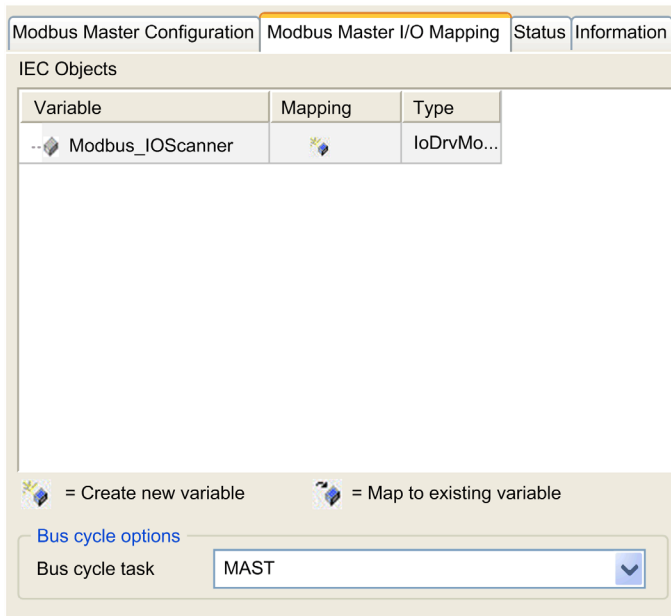 Modbus Master Configuration Modbus Master I/O Mapping Status Information
IEC Objects
Variable Mapping Type
Modbus_IOScanner IoDrvMo...
= Create new variable = Map to existing variable
Bus cycle options
Bus cycle task MAST